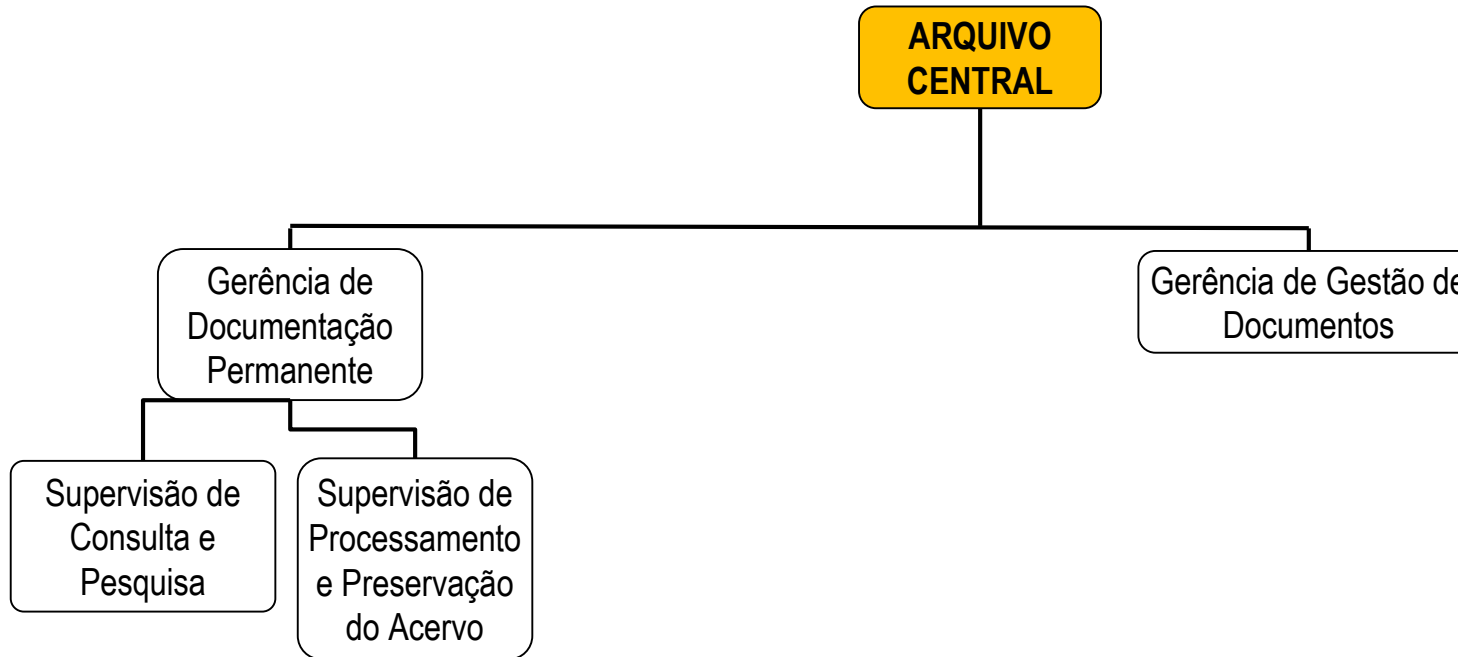 ARQUIVO
CENTRAL
Gerência de
Documentação
Permanente
Gerência de Gestão de
Documentos
Supervisão de
Consulta e
Pesquisa
Supervisão de
Processamento
e Preservação
do Acervo